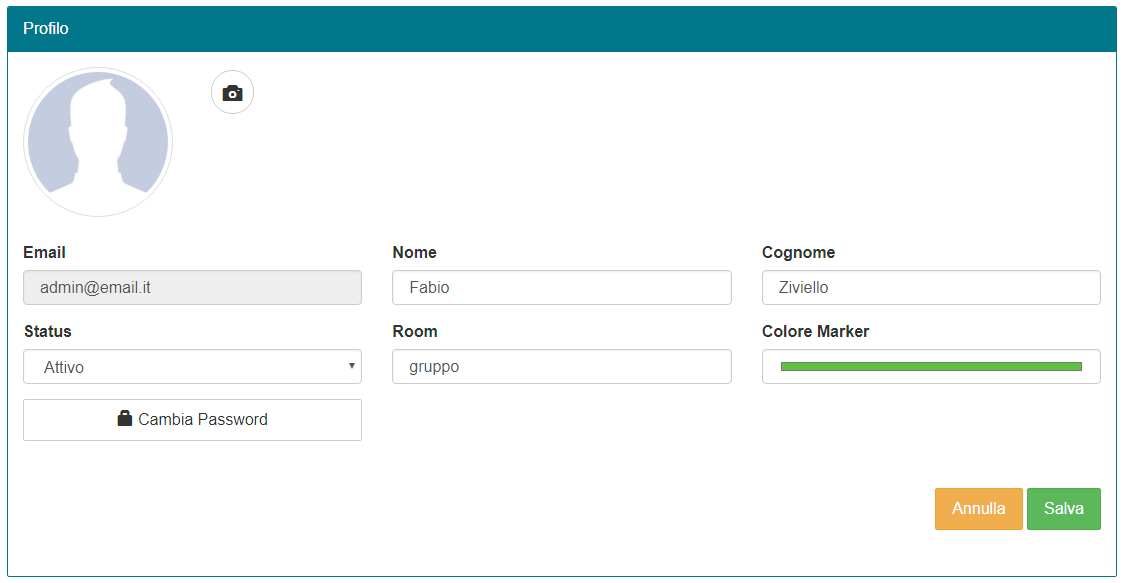 Profilo
Email Nome Cognome
admin@email.it Fabio Ziviello
Status Room Colore Marker
Attivo gruppo
Cambia Password
Annulla Salva